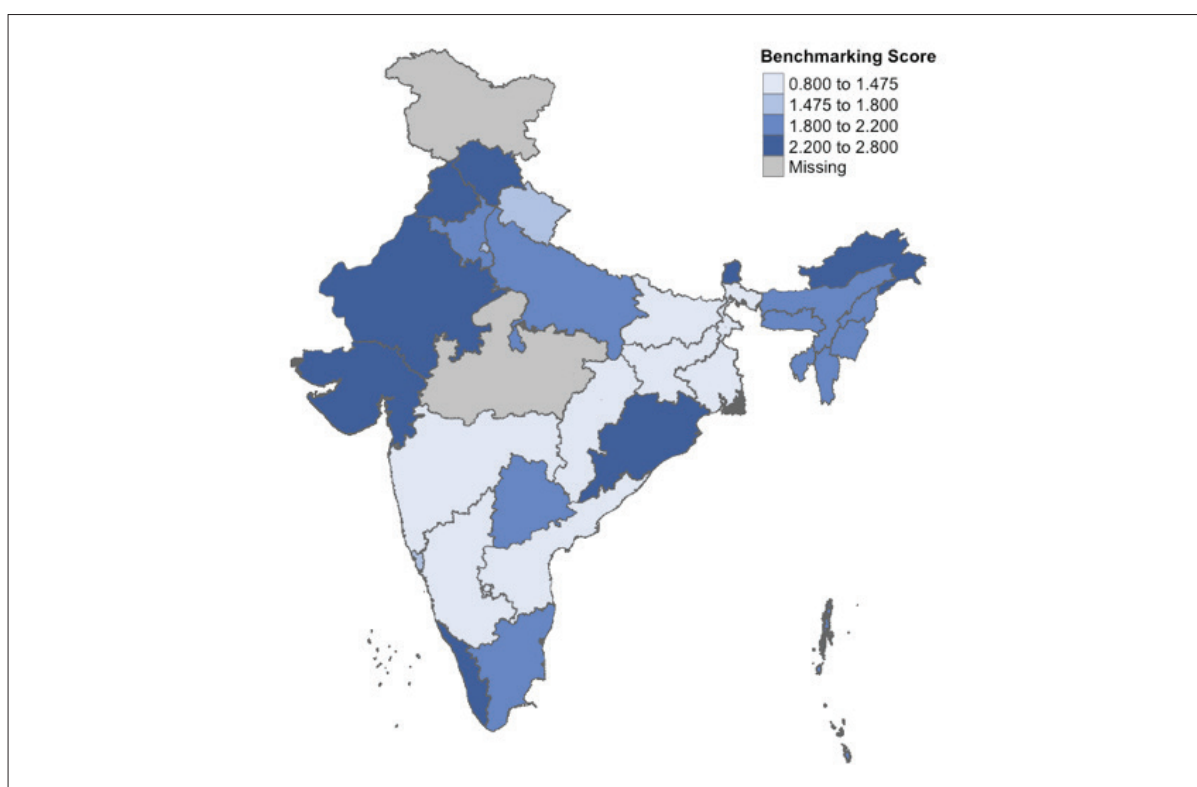 Benchmarking Score
0.800 to 1.475
1.475 to 1.800
1.800 to 2.200
2.200 to 2.800
Missing